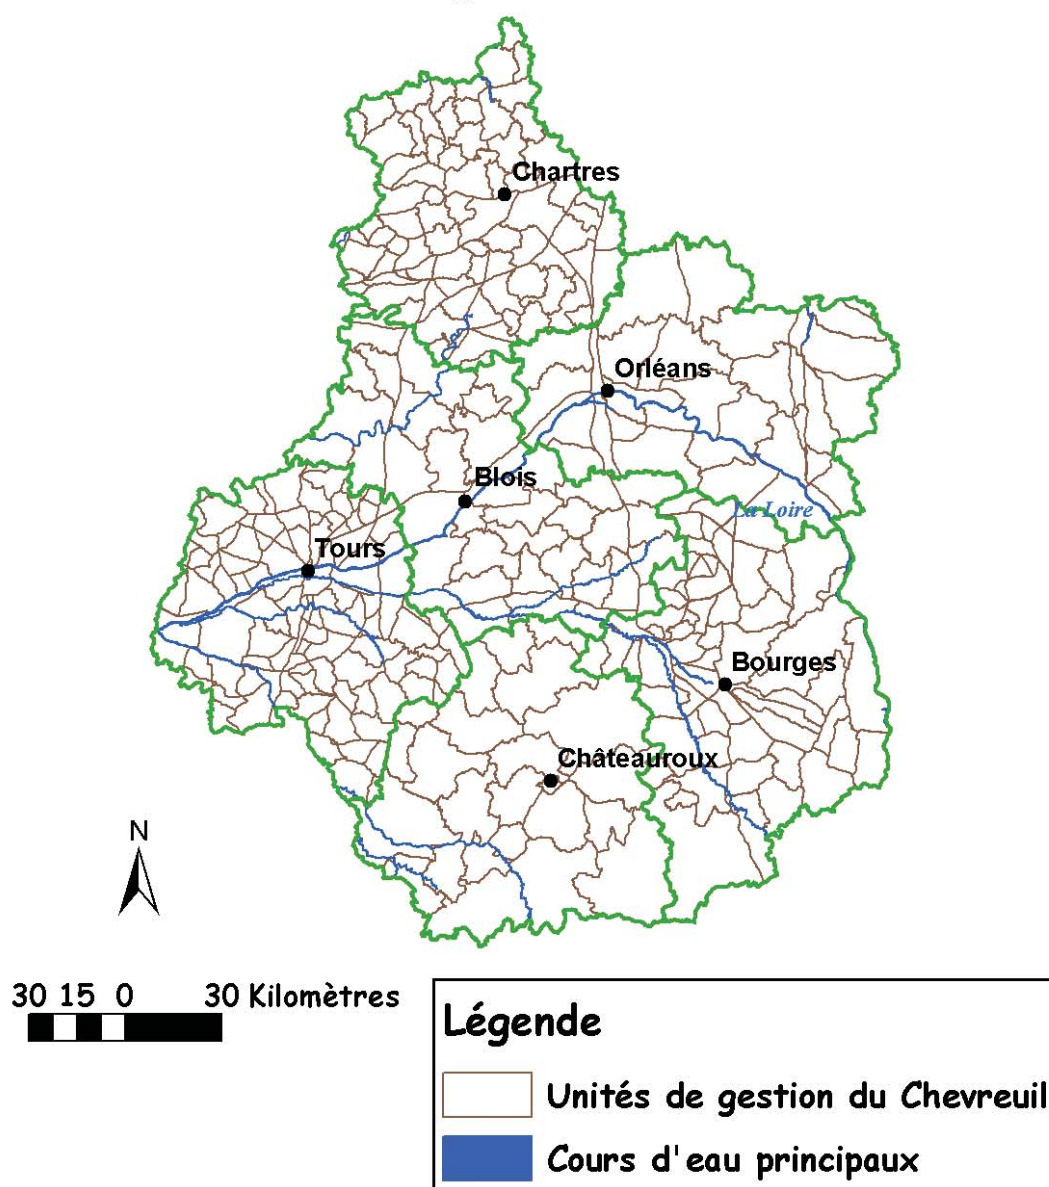 Chartres
Orléans
Blois
La Loire
Tours
Bourges
Châteauroux
N
30 15 0 30 Kilomètres
Légende
Unités de gestion du Chevreuil
Cours d'eau principaux